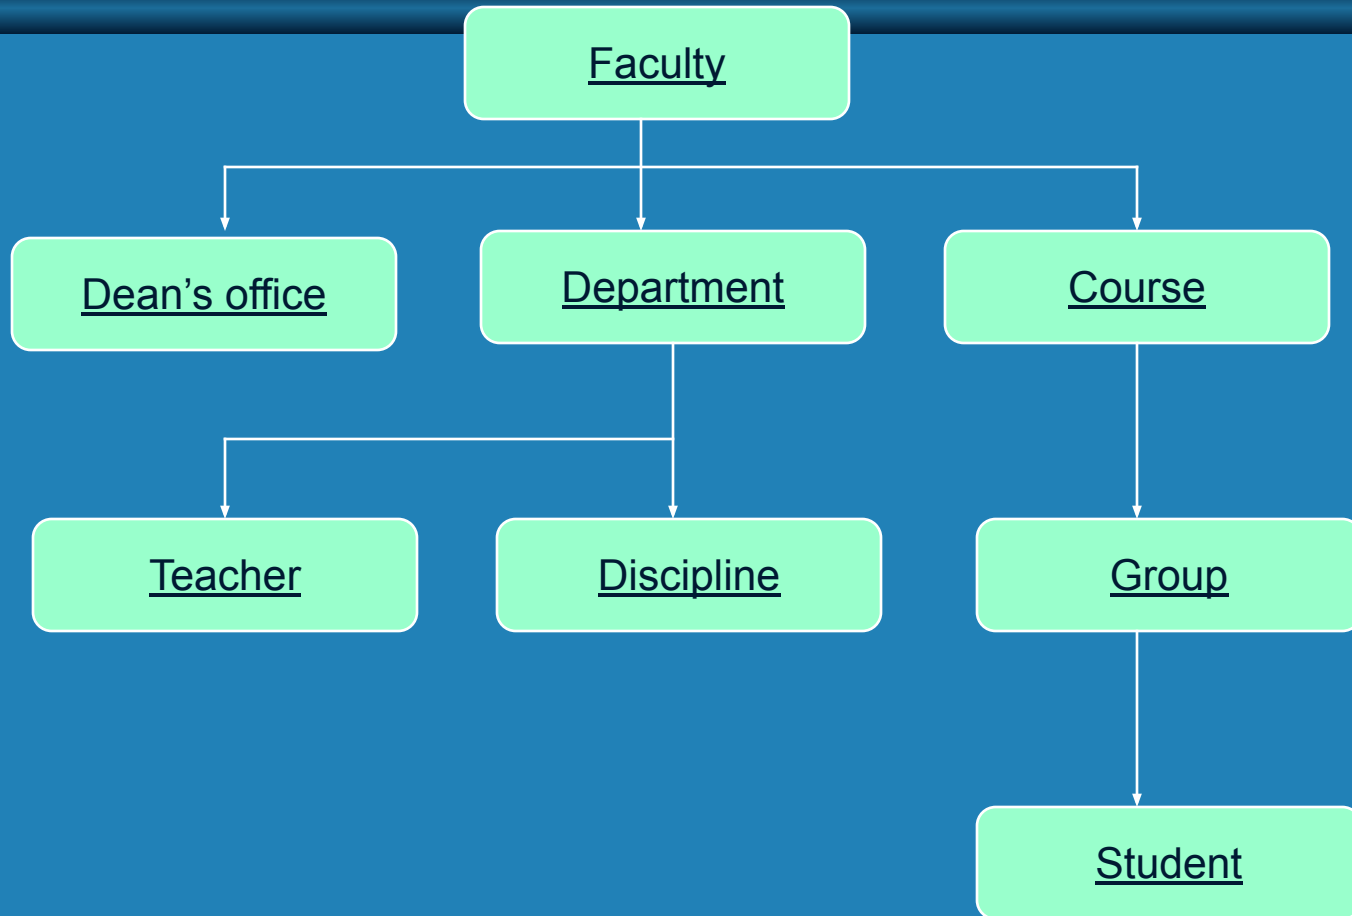 Faculty
Dean’s office
Department
Course
Teacher
Discipline
Group
Student